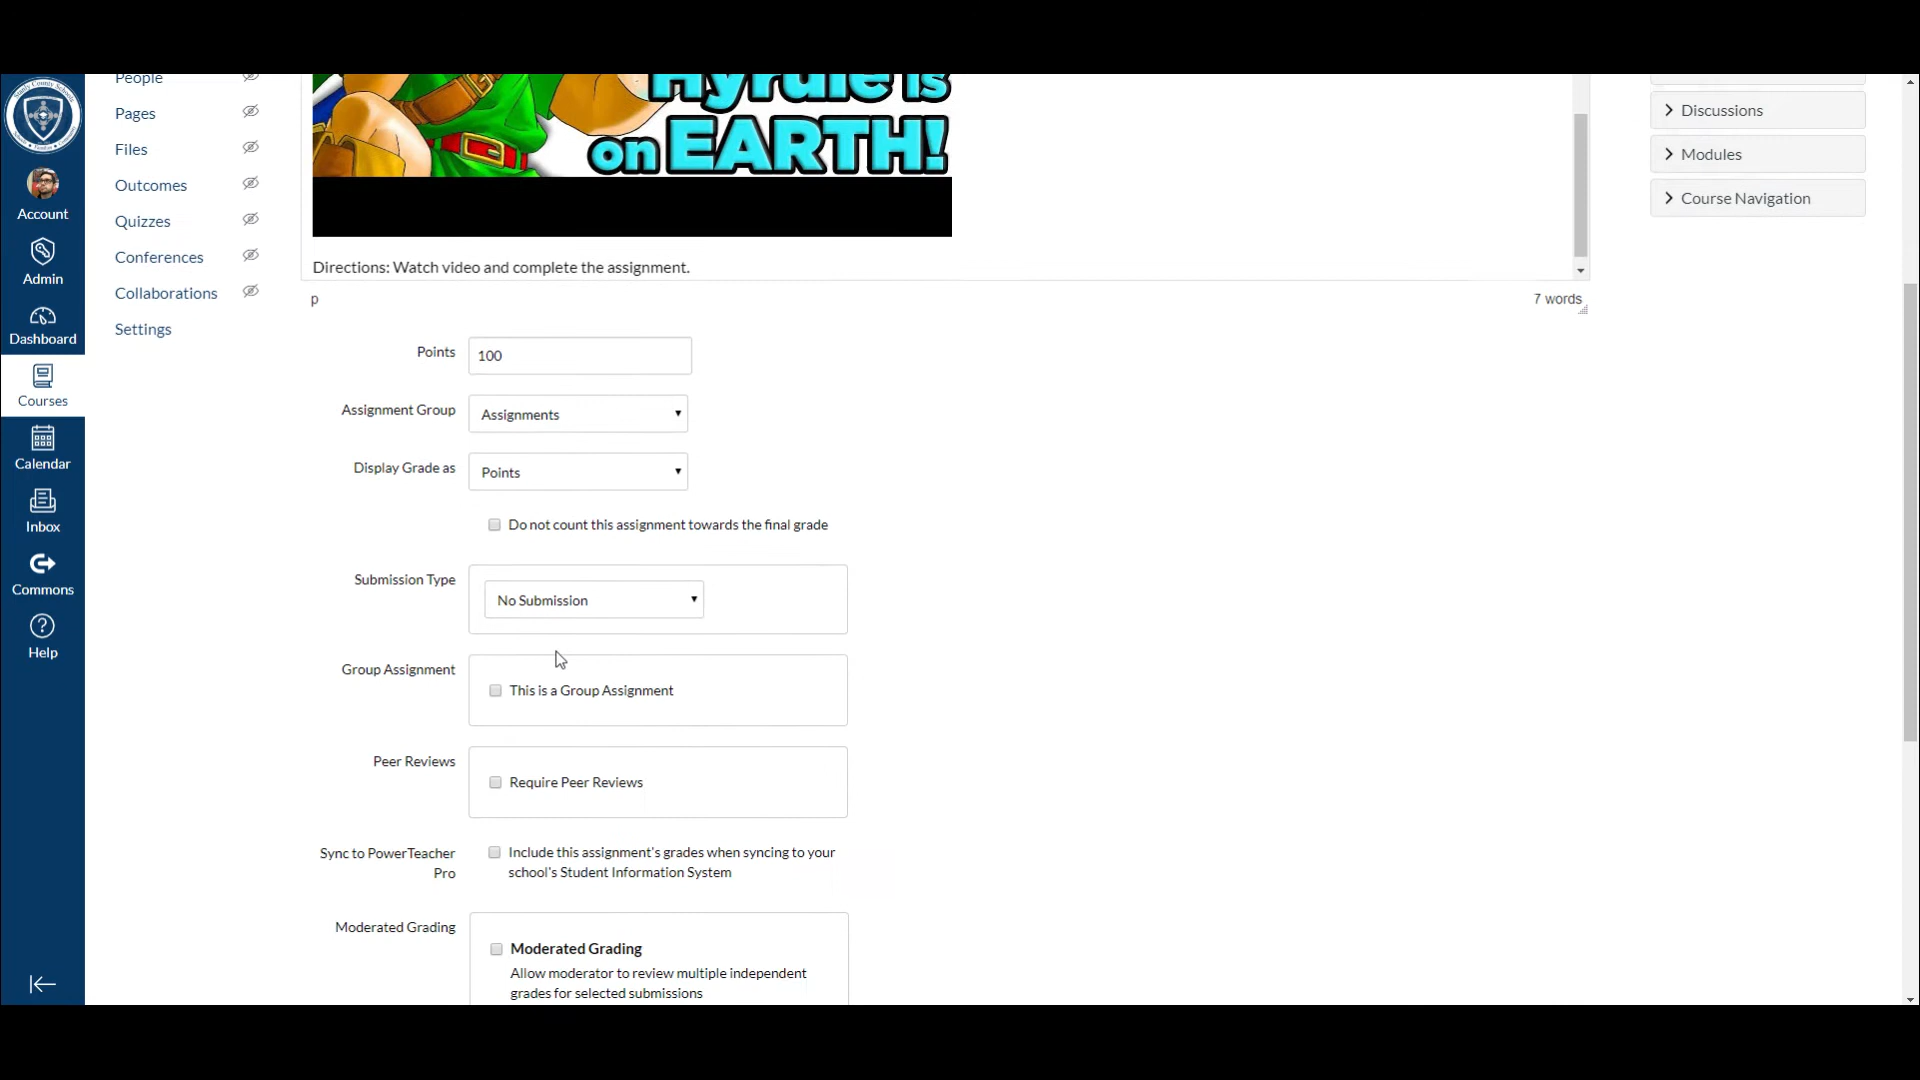 People
Pages
Files
Outcomes
Quizzes
Conferences
Collaborations
Settings
Account
Admin
Dashboard
Courses
Calendar
Inbox
Commons
Help
Hyrule is
on EARTH!
Directions: Watch video and complete the assignment.
p
7 words
Points
100
Assignment Group
Assignments
Display Grade as
Points
Do not count this assignment towards the final grade
Submission Type
No Submission
Group Assignment
This is a Group Assignment
Peer Reviews
Require Peer Reviews
Sync to PowerTeacher
Pro
Include this assignment's grades when syncing to your
school's Student Information System
Moderated Grading
Moderated Grading
Allow moderator to review multiple independent
grades for selected submissions
Discussions
Modules
Course Navigation